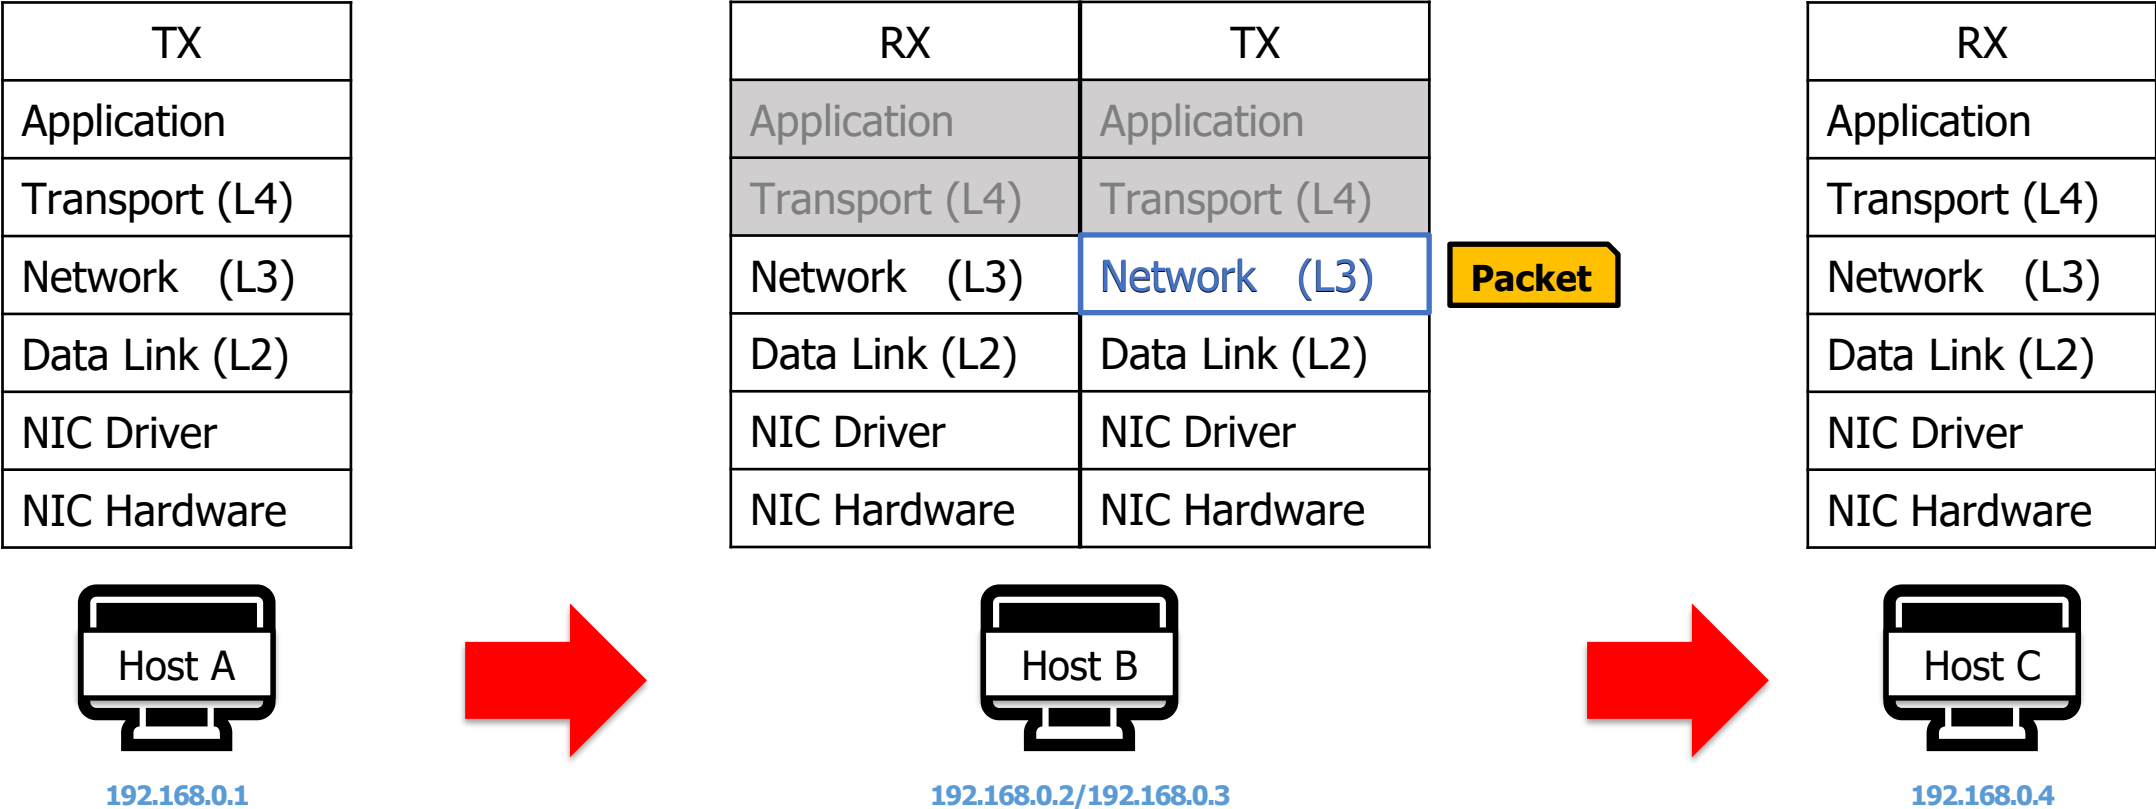 TX
Application
Transport (L4)
Network (L3)
Data Link (L2)
NIC Driver
NIC Hardware
Host A
192.168.0.1
RX TX
Application Application
Transport (L4) Transport (L4)
Network (L3) Network (L3)
Packet
Data Link (L2) Data Link (L2)
NIC Driver NIC Driver
NIC Hardware NIC Hardware
Host B
192.168.0.2/192.168.0.3
RX
Application
Transport (L4)
Network (L3)
Data Link (L2)
NIC Driver
NIC Hardware
Host C
192.168.0.4